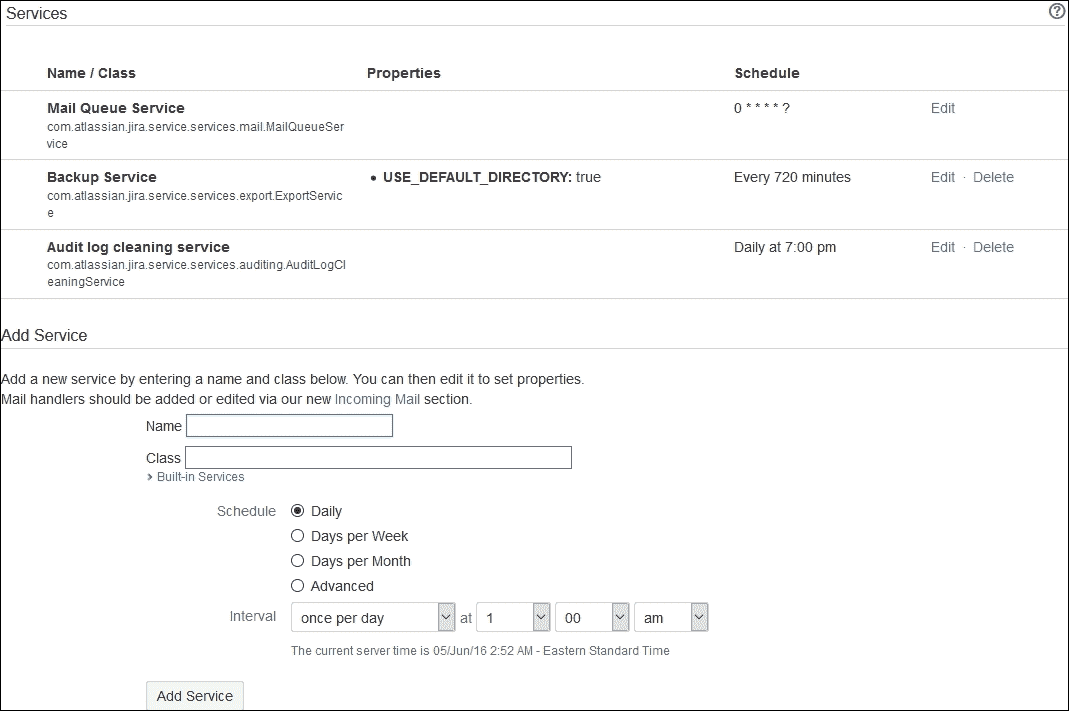 Services
Name / Class Properties Schedule
Mail Queue Service 0 * * * * ? Edit
com.atlassian.jira.service.services.mail.MailQueueSer
vice
Backup Service • USE_DEFAULT_DIRECTORY: true Every 720 minutes Edit · Delete
com.atlassian.jira.service.services.export.ExportServic
e
Audit log cleaning service Daily at 7:00 pm Edit · Delete
com.atlassian.jira.service.services.auditing.AuditLogCl
eaningService
Add Service
Add a new service by entering a name and class below. You can then edit it to set properties.
Mail handlers should be added or edited via our new Incoming Mail section.
Name
Class
Built-in Services
Schedule Daily
Days per Week
Days per Month
Advanced
Interval once per day at 1 00 am
The current server time is 05/Jun/16 2:52 AM - Eastern Standard Time
Add Service